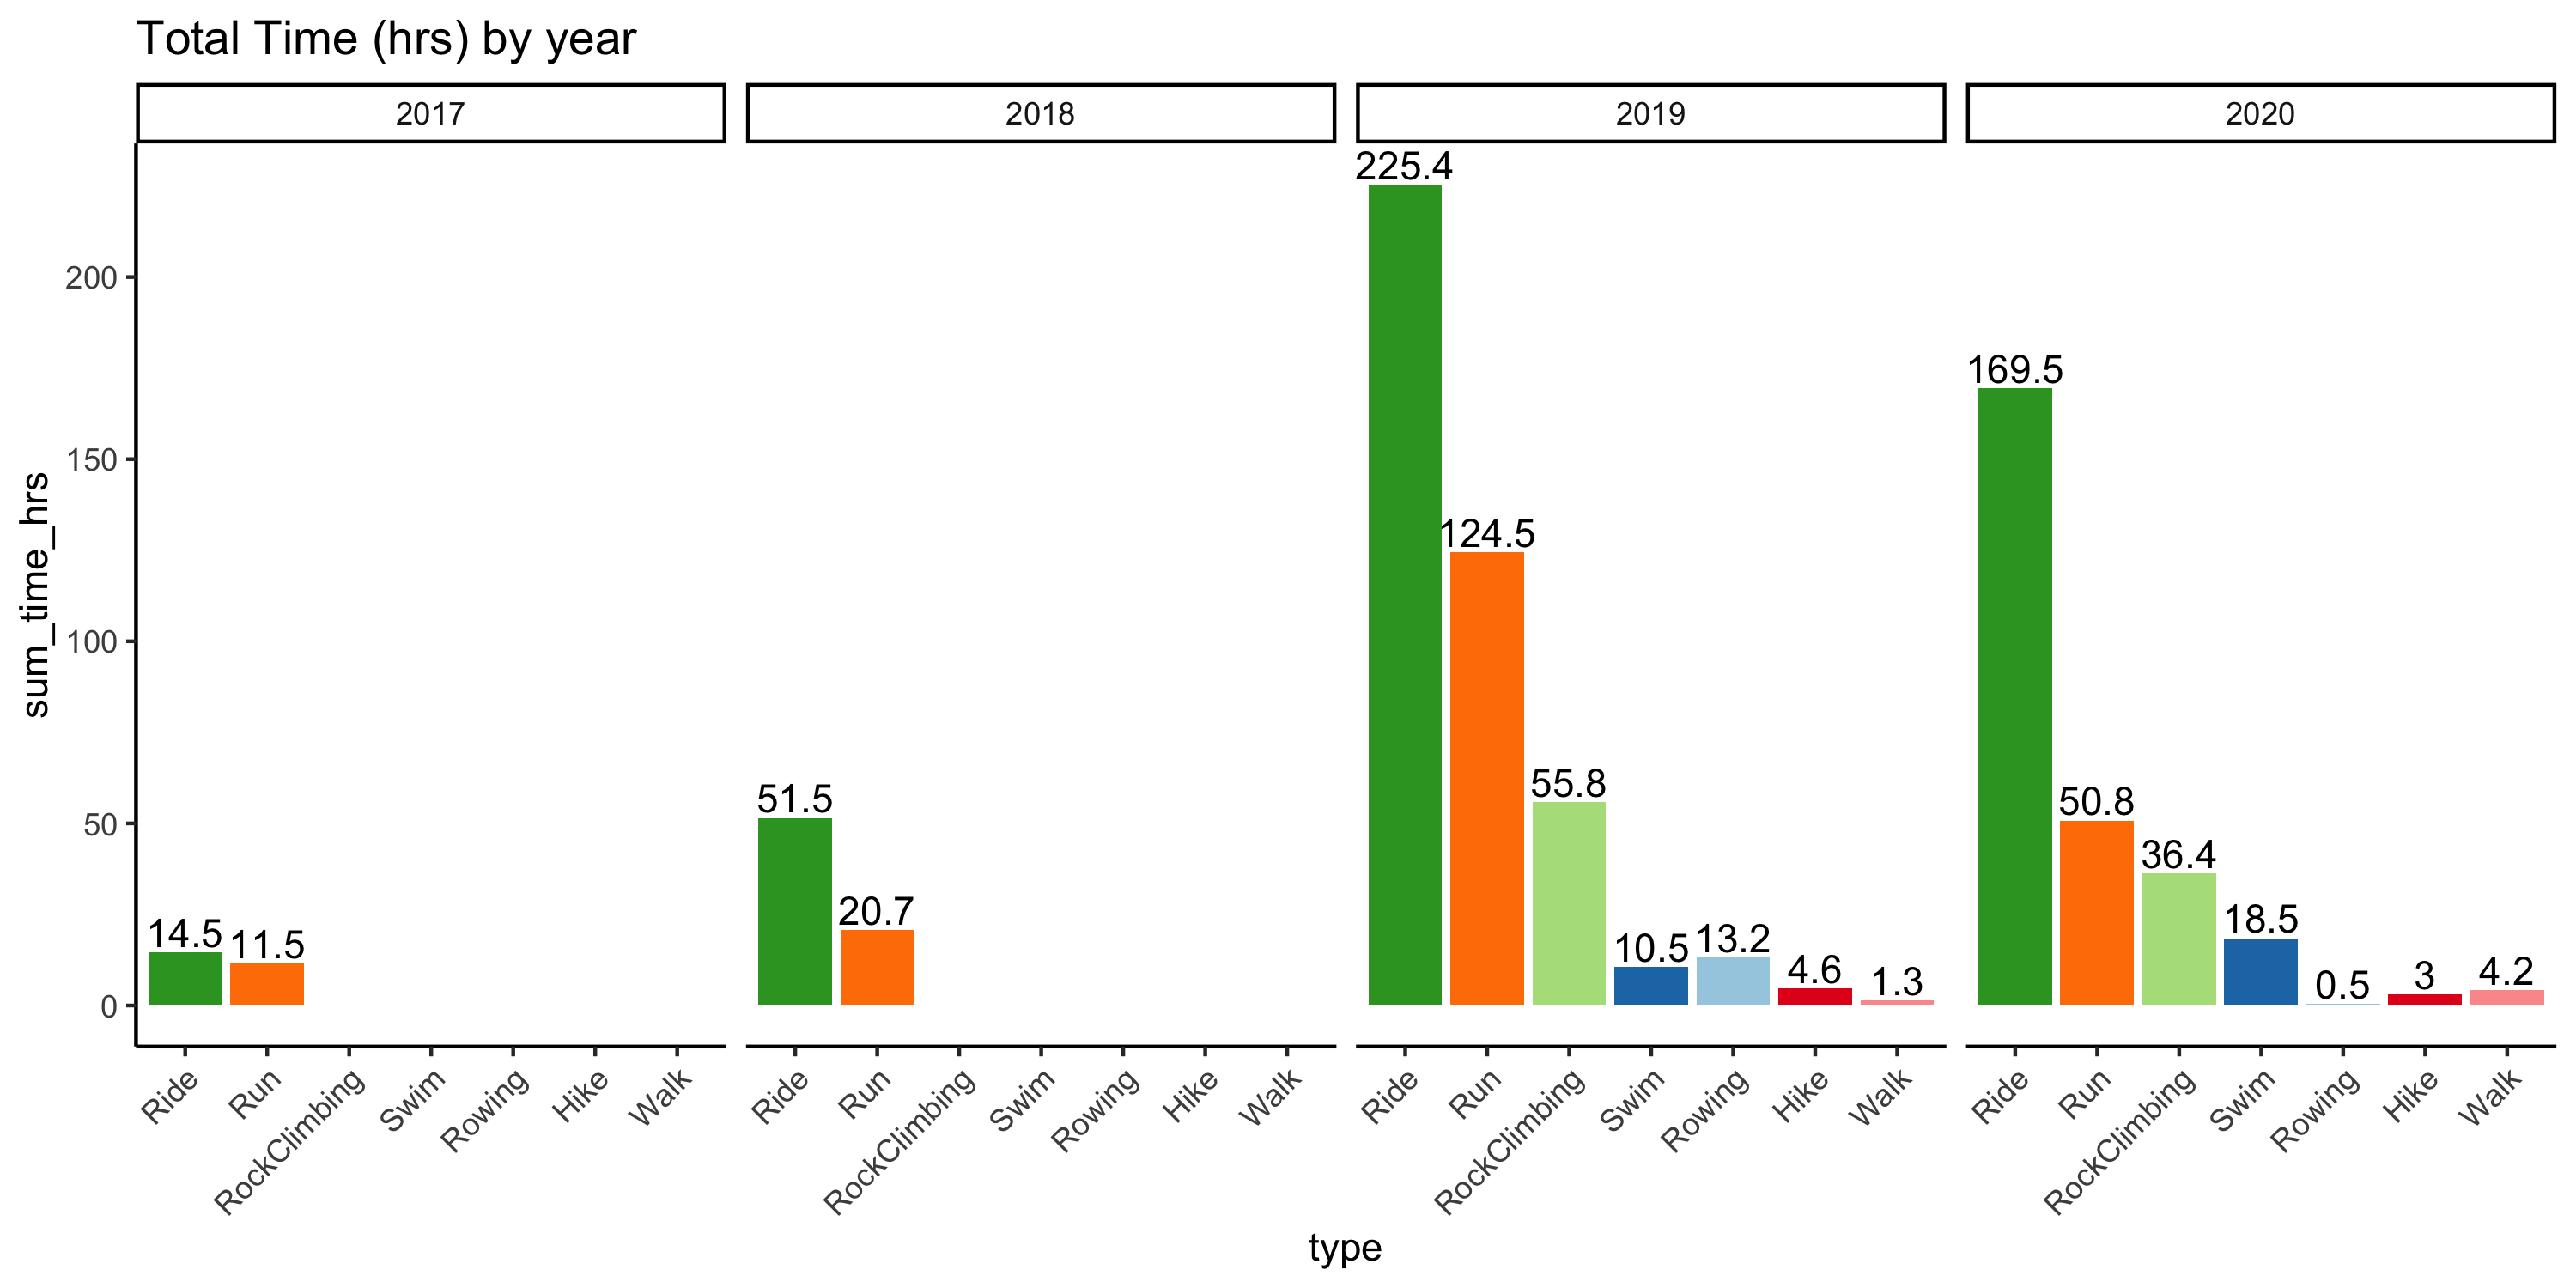 Total Time (hrs) by year
2017 2018 2019 2020
sum_time_hrs
200
150
100
50
0
14.5 11.5
51.5 20.7
225.4 124.5 55.8 10.5 13.2 4.6 1.3
169.5 50.8 36.4 18.5 0.5 3 4.2
Ride Run RockClimbing Swim Rowing Hike Walk
Ride Run RockClimbing Swim Rowing Hike Walk
Ride Run RockClimbing Swim Rowing Hike Walk
Ride Run RockClimbing Swim Rowing Hike Walk
type